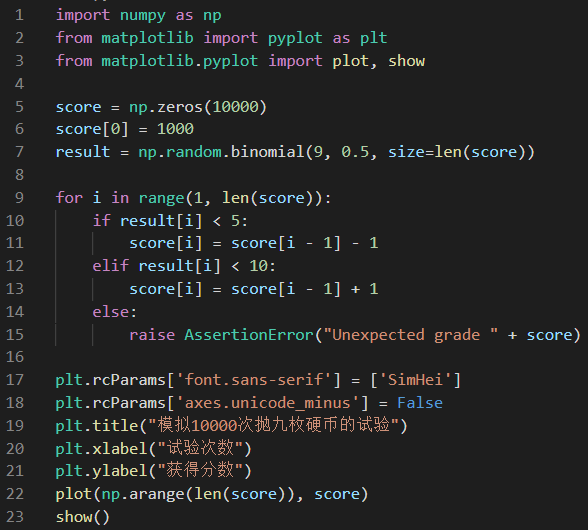 1 import numpy as np
2 from matplotlib import pyplot as plt
3 from matplotlib.pyplot import plot, show
4
5 score = np.zeros(10000)
6 score[0] = 1000
7 result = np.random.binomial(9, 0.5, size=len(score))
8
9 for i in range(1, len(score)):
10     if result[i] < 5:
11         score[i] = score[i - 1] - 1
12     elif result[i] < 10:
13         score[i] = score[i - 1] + 1
14     else:
15         raise AssertionError("Unexpected grade " + score)
16
17 plt.rcParams['font.sans-serif'] = ['SimHei']
18 plt.rcParams['axes.unicode_minus'] = False
19 plt.title("模拟10000次抛九枚硬币的试验")
20 plt.xlabel("试验次数")
21 plt.ylabel("获得分数")
22 plot(np.arange(len(score)), score)
23 show()